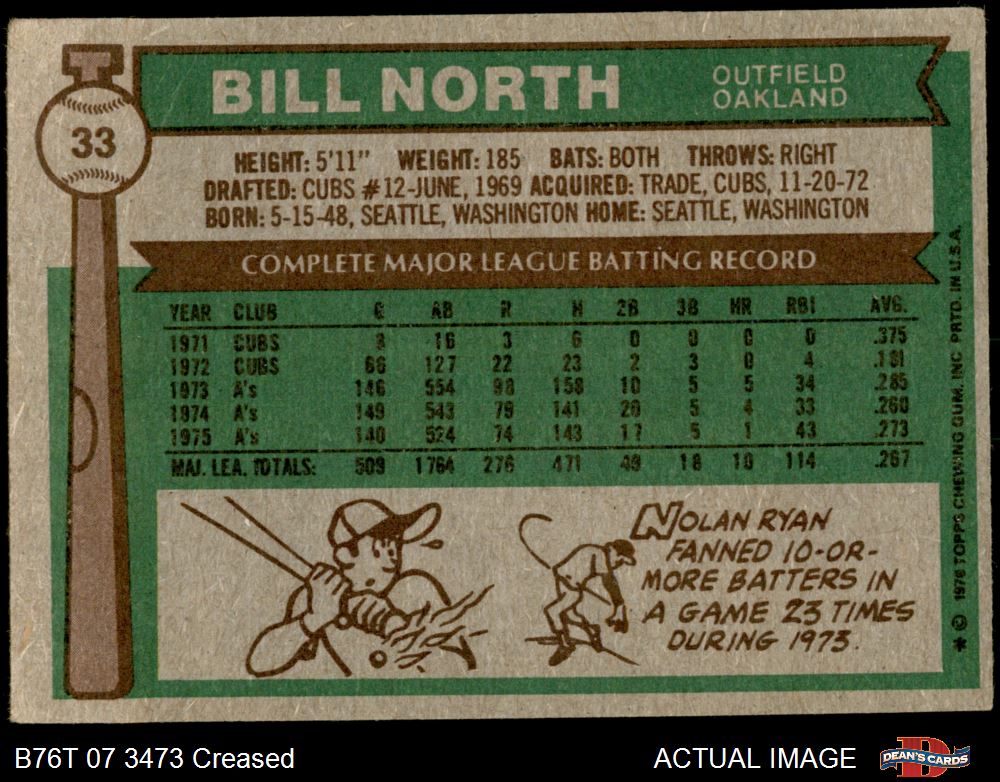 33
BILL NORTH
OUTFIELD
OAKLAND
HEIGHT: 5'11" WEIGHT: 185 BATS: BOTH THROWS: RIGHT
DRAFTED: CUBS #12-JUNE, 1969 ACQUIRED: TRADE, CUBS, 11-20-72
BORN: 5-15-48, SEATTLE, WASHINGTON HOME: SEATTLE, WASHINGTON
COMPLETE MAJOR LEAGUE BATTING RECORD
YEAR CLUB G AB R H 2B 3B HR RBI AVG.
1971 CUBS 8 16 3 6 0 0 0 0 .375
1972 CUBS 66 127 22 23 2 3 0 4 .181
1973 A's 146 554 98 158 10 5 5 34 .285
1974 A's 149 543 79 141 20 5 4 33 .260
1975 A's 140 524 74 143 17 5 1 43 .273
MAJ. LEA. TOTALS: 509 1764 276 471 49 18 10 114 .267
NOLAN RYAN
FANNED 10-OR-
MORE BATTERS IN
A GAME 23 TIMES
DURING 1973.
* © 1976 TOPPS CHEWING GUM, INC. PRTD. IN U.S.A.
B76T 07 3473 Creased
ACTUAL IMAGE
DEAN'S CARDS